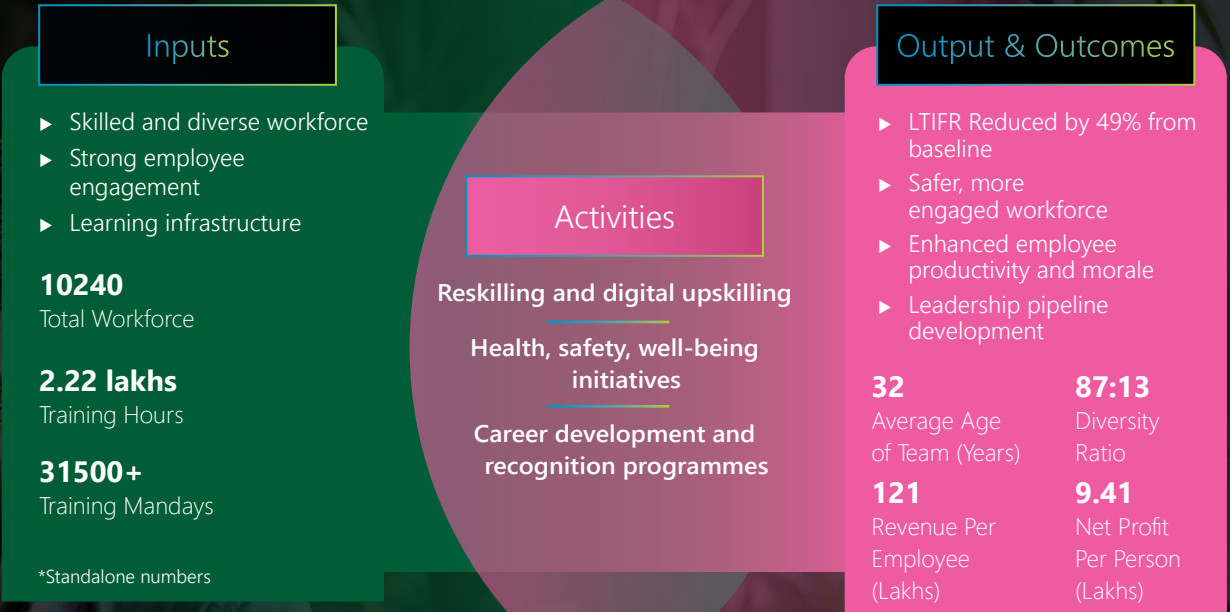 Inputs
▶ Skilled and diverse workforce
▶ Strong employee
engagement
▶ Learning infrastructure
10240
Total Workforce
2.22 lakhs
Training Hours
31500+
Training Mandays
*Standalone numbers
Activities
Reskilling and digital upskilling
Health, safety, well-being
initiatives
Career development and
recognition programmes
Output & Outcomes
▶ LTIFR Reduced by 49% from
baseline
▶ Safer, more
engaged workforce
▶ Enhanced employee
productivity and morale
▶ Leadership pipeline
development
32
Average Age
of Team (Years)
87:13
Diversity
Ratio
121
Revenue Per
Employee
(Lakhs)
9.41
Net Profit
Per Person
(Lakhs)